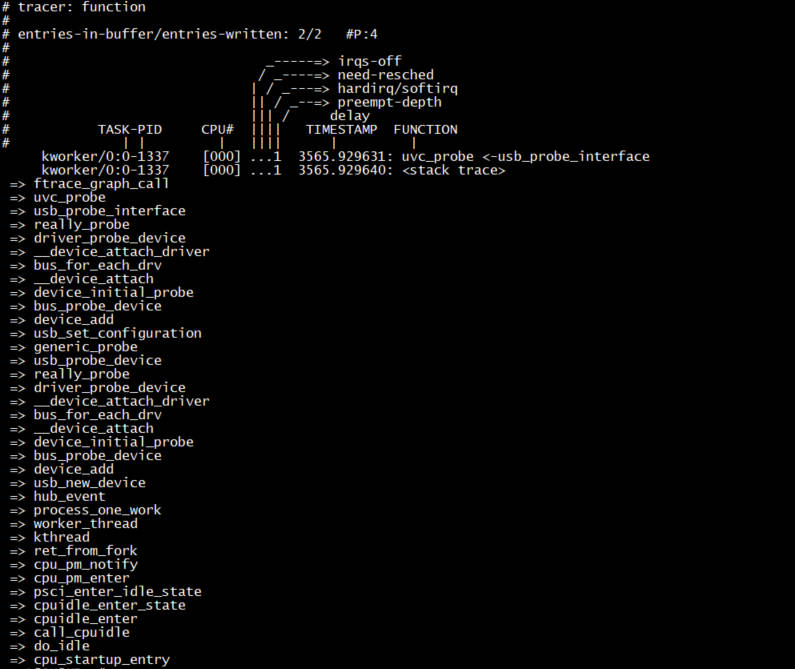 # tracer: function
#
# entries-in-buffer/entries-written: 2/2   #P:4
#
#                              _-----=> irqs-off
#                             / _----=> need-resched
#                            | / _---=> hardirq/softirq
#                            || / _--=> preempt-depth
#                            ||| /     delay
#           TASK-PID   CPU#  ||||    TIMESTAMP  FUNCTION
#              | |       |   ||||       |         |
     kworker/0:0-1337  [000] ...1  3565.929631: uvc_probe <-usb_probe_interface
     kworker/0:0-1337  [000] ...1  3565.929640: <stack trace>
 => ftrace_graph_call
 => uvc_probe
 => usb_probe_interface
 => really_probe
 => driver_probe_device
 => __device_attach_driver
 => bus_for_each_drv
 => __device_attach
 => device_initial_probe
 => bus_probe_device
 => device_add
 => usb_set_configuration
 => generic_probe
 => usb_probe_device
 => really_probe
 => driver_probe_device
 => __device_attach_driver
 => bus_for_each_drv
 => __device_attach
 => device_initial_probe
 => bus_probe_device
 => device_add
 => usb_new_device
 => hub_event
 => process_one_work
 => worker_thread
 => kthread
 => ret_from_fork
 => cpu_pm_notify
 => cpu_pm_enter
 => psci_enter_idle_state
 => cpuidle_enter_state
 => cpuidle_enter
 => call_cpuidle
 => do_idle
 => cpu_startup_entry